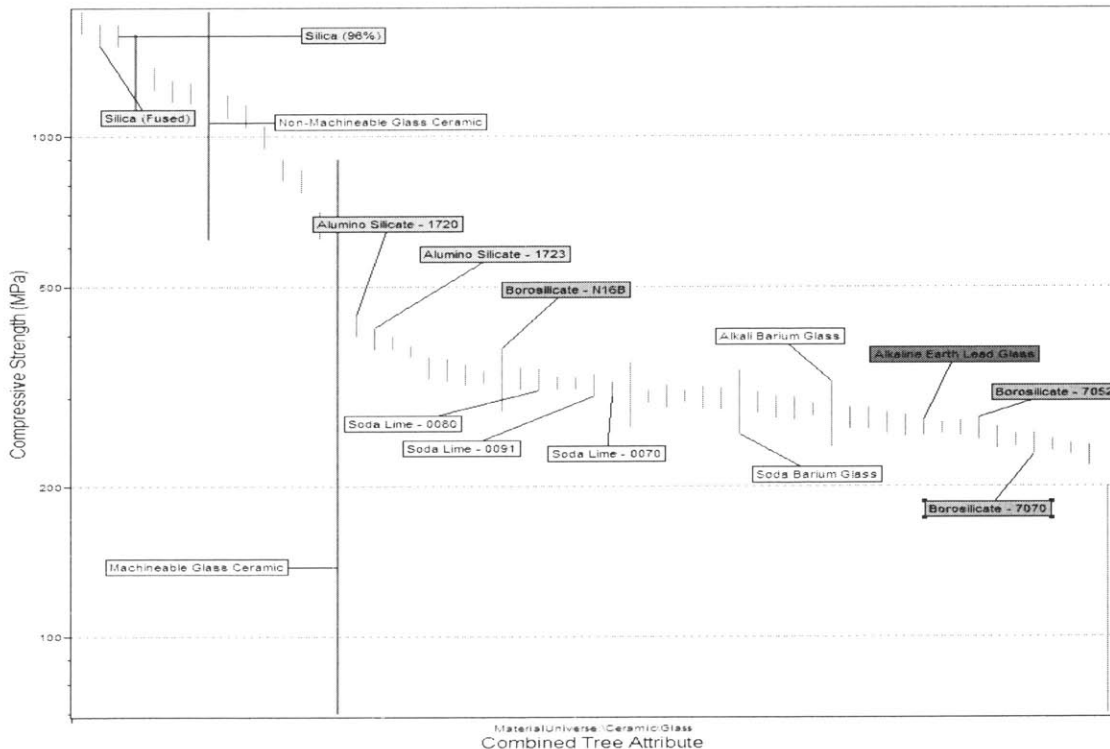 Silica (96%)
Silica (Fused)
Non-Machineable Glass Ceramic
1000
Alumino Silicate - 1720
Alumino Silicate - 1723
Borosilicate - N16B
500
Alkali Barium Glass
Alkaline Earth Lead Glass
Borosilicate - 7052
Compressive Strength (MPa)
Soda Lime - 0080
Soda Lime - 0091
Soda Lime - 0070
Soda Barium Glass
200
Borosilicate - 7070
Machineable Glass Ceramic
100
MaterialUniverse:\Ceramic\Glass
Combined Tree Attribute